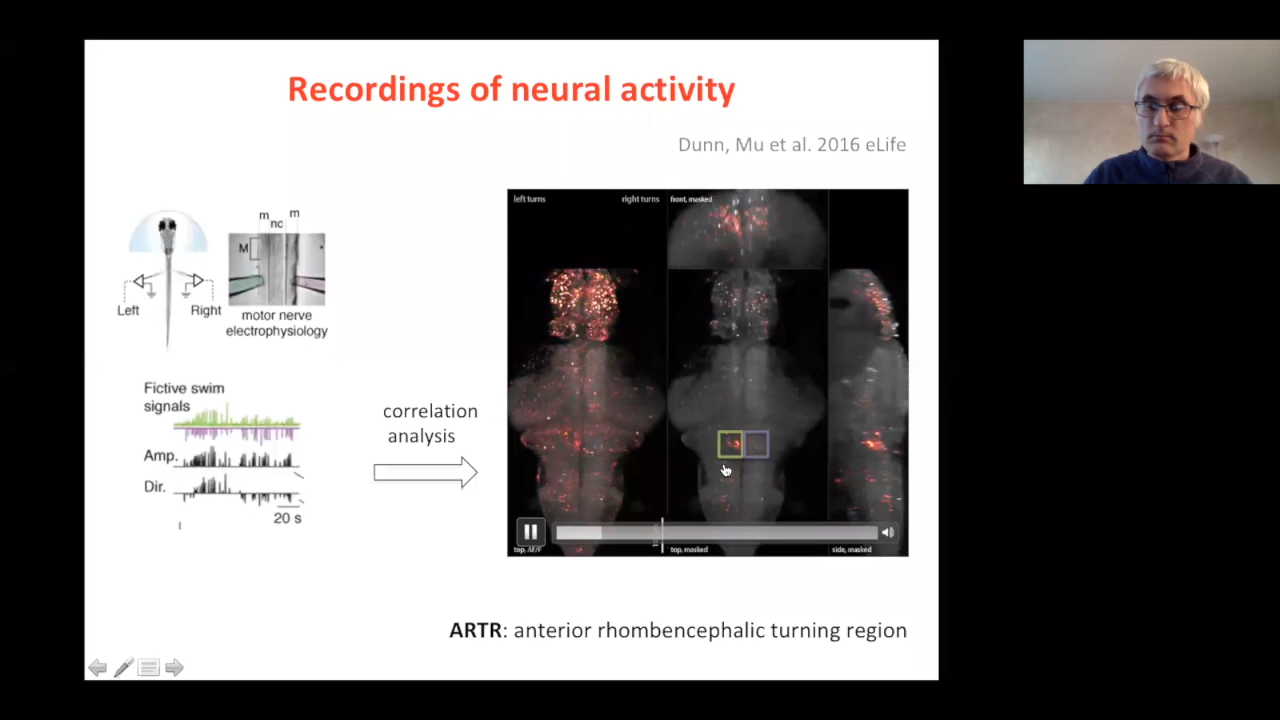 Recordings of neural activity
Dunn, Mu et al. 2016 eLife
m
nc
m
M
Left
Right
motor nerve
electrophysiology
Fictive swim
signals
Amp.
Dir.
20 s
correlation
analysis
left turns
right turns
front, masked
top, ΔF/F
top, masked
side, masked
ARTR: anterior rhombencephalic turning region